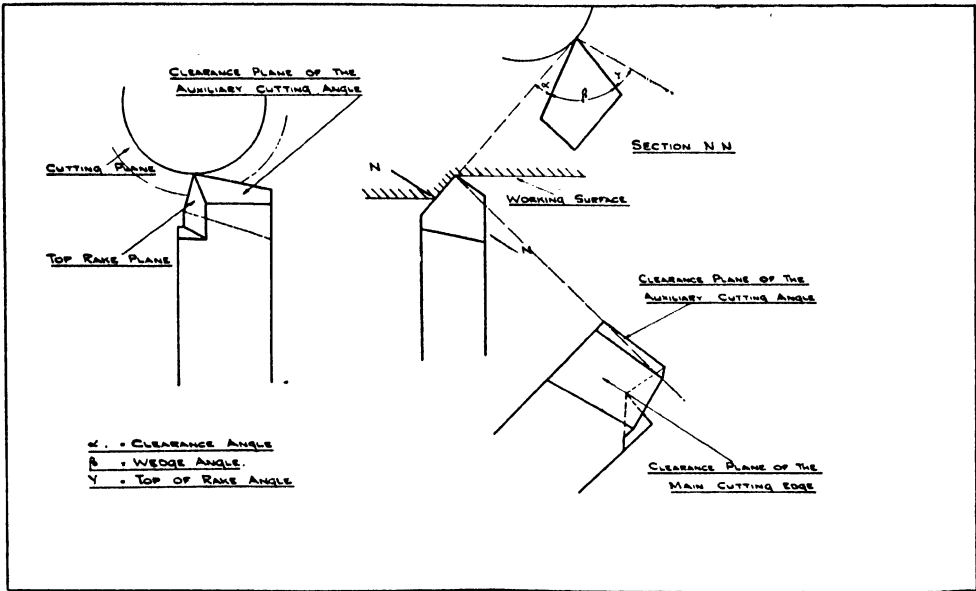 CLEARANCE PLANE OF THE
AUXILIARY CUTTING ANGLE
CUTTING PLANE
TOP RAKE PLANE
N
N
α
β
γ
SECTION N N
WORKING SURFACE
CLEARANCE PLANE OF THE
AUXILIARY CUTTING ANGLE
CLEARANCE PLANE OF THE
MAIN CUTTING EDGE
α . = CLEARANCE ANGLE
β = WEDGE ANGLE.
γ = TOP OF RAKE ANGLE